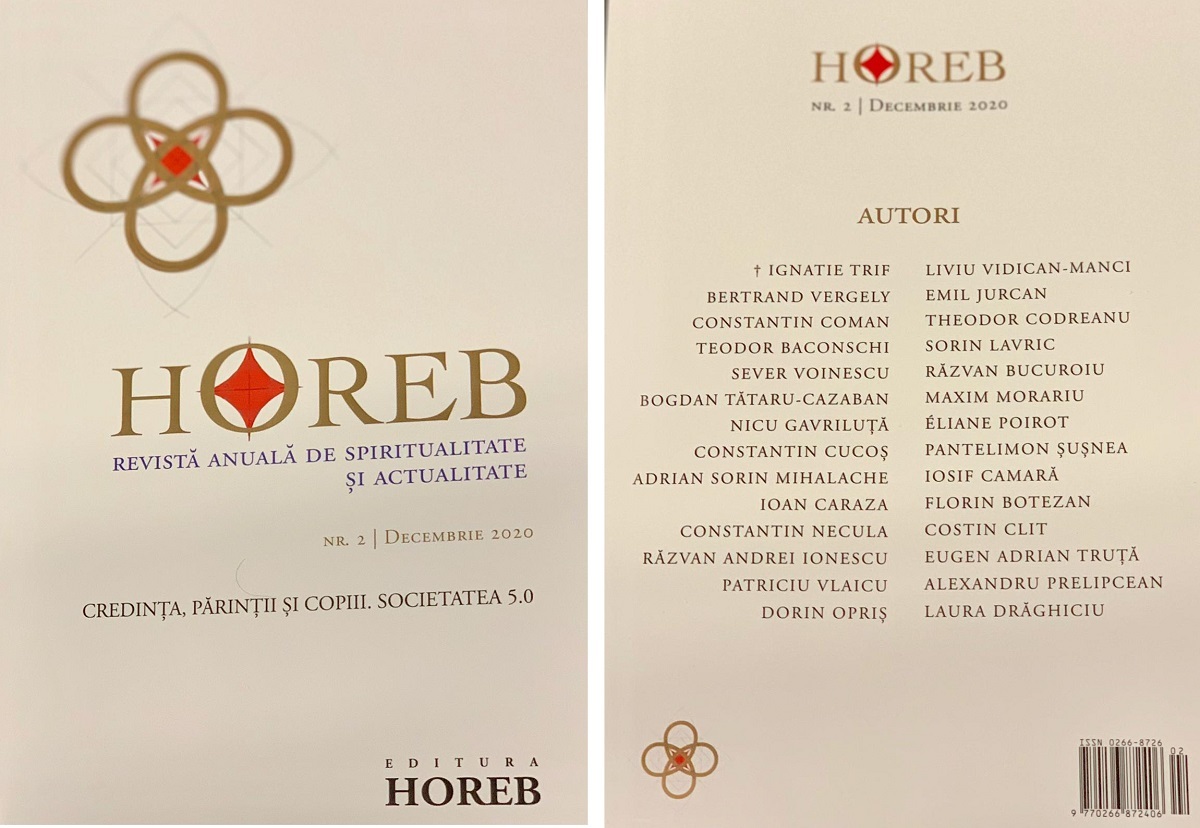 HOREB
REVISTĂ ANUALĂ DE SPIRITUALITATE
ȘI ACTUALITATE
NR. 2 | DECEMBRIE 2020
CREDINȚA, PĂRINȚII ȘI COPIII. SOCIETATEA 5.0
EDITURA
HOREB
HOREB
NR. 2 | DECEMBRIE 2020
AUTORI
† IGNATIE TRIF
BERTRAND VERGELY
CONSTANTIN COMAN
TEODOR BACONSCHI
SEVER VOINESCU
BOGDAN TĂTARU-CAZABAN
NICU GAVRILUȚĂ
CONSTANTIN CUCOȘ
ADRIAN SORIN MIHALACHE
IOAN CARAZA
CONSTANTIN NECULA
RĂZVAN ANDREI IONESCU
PATRICIU VLAICU
DORIN OPRIȘ
LIVIU VIDICAN-MANCI
EMIL JURCAN
THEODOR CODREANU
SORIN LAVRIC
RĂZVAN BUCUROIU
MAXIM MORARIU
ÉLIANE POIROT
PANTELIMON ȘUȘNEA
IOSIF CAMARĂ
FLORIN BOTEZAN
COSTIN CLIT
EUGEN ADRIAN TRUȚĂ
ALEXANDRU PRELIPCEAN
LAURA DRĂGHICIU
ISSN 0266-8726
02
9 770266 872406